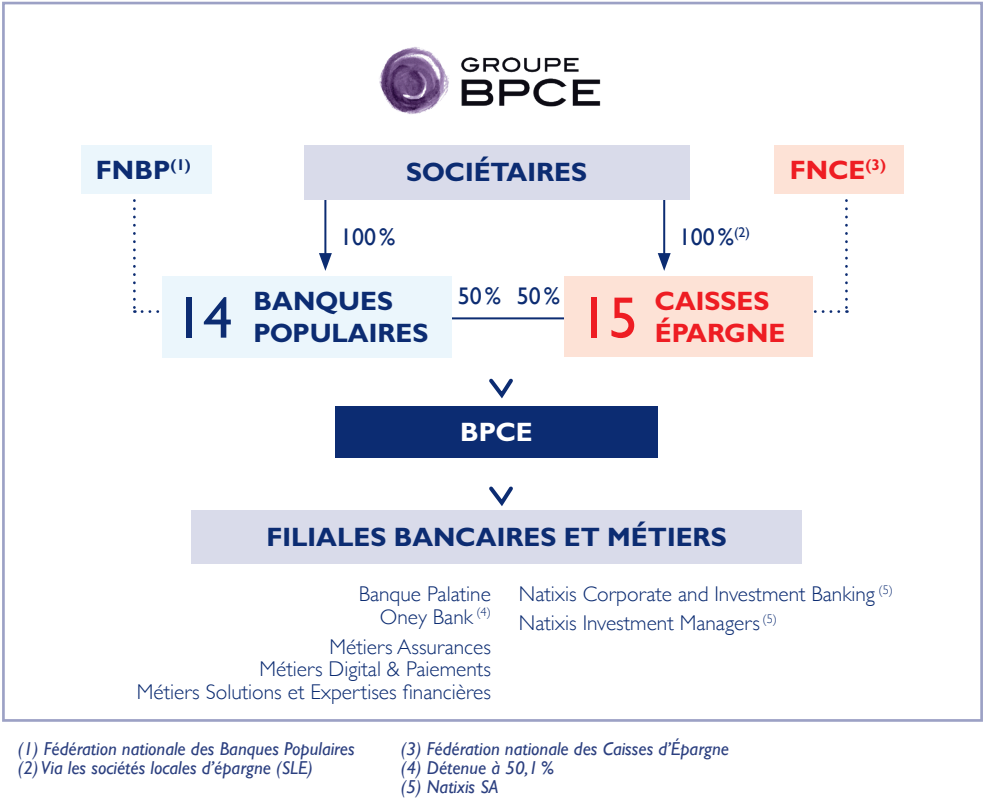 GROUPE
BPCE
FNBP(1)
SOCIÉTAIRES
FNCE(3)
100 %
100 %(2)
14 BANQUES
POPULAIRES
50 % 50 %
15 CAISSES
ÉPARGNE
BPCE
FILIALES BANCAIRES ET MÉTIERS
Banque Palatine
Oney Bank (4)
Métiers Assurances
Métiers Digital & Paiements
Métiers Solutions et Expertises financières
Natixis Corporate and Investment Banking (5)
Natixis Investment Managers (5)
(1) Fédération nationale des Banques Populaires
(2) Via les sociétés locales d'épargne (SLE)
(3) Fédération nationale des Caisses d'Épargne
(4) Détenue à 50,1 %
(5) Natixis SA